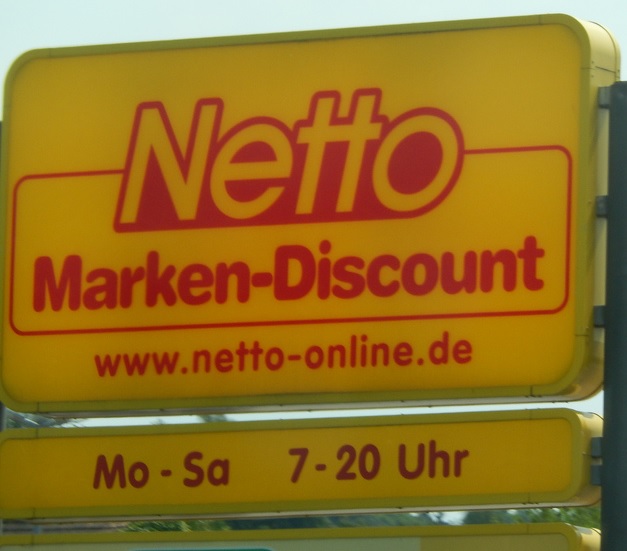 Netto
Marken-Discount
www.netto-online.de
Mo - Sa 7 - 20 Uhr